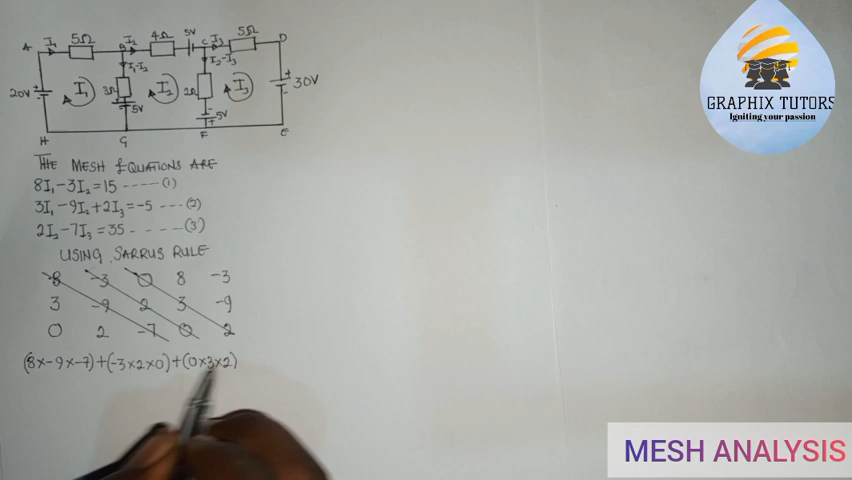 I₁ 5Ω I₂ 4Ω 5V C I₃ 5Ω D
A B
I₁-I₂ I₂-I₃
20V I₁ 3Ω I₂ 2Ω I₃ 30V
5V 5V
H G F E
THE MESH EQUATIONS ARE
8I₁-3I₂=15 ----- (1)
3I₁-9I₂+2I₃=-5 --- (2)
2I₂-7I₃=35 - - - - - (3)
USING SARRUS RULE
8 -3 0 8 -3
3 -9 2 3 -9
0 2 -7 0 2
(8x-9x-7)+(-3x2x0)+(0x3x2)
GRAPHIX TUTORS
Igniting your passion
MESH ANALYSIS